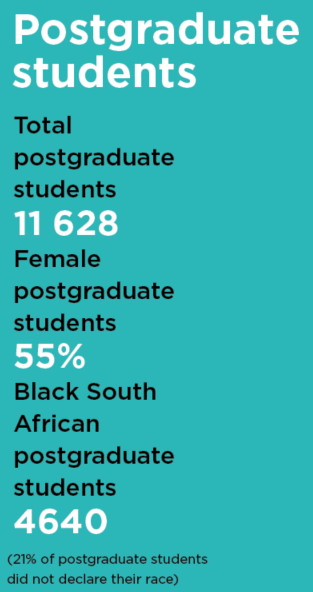 Postgraduate
students
Total
postgraduate
students
11 628
Female
postgraduate
students
55%
Black South
African
postgraduate
students
4640
(21% of postgraduate students
did not declare their race)